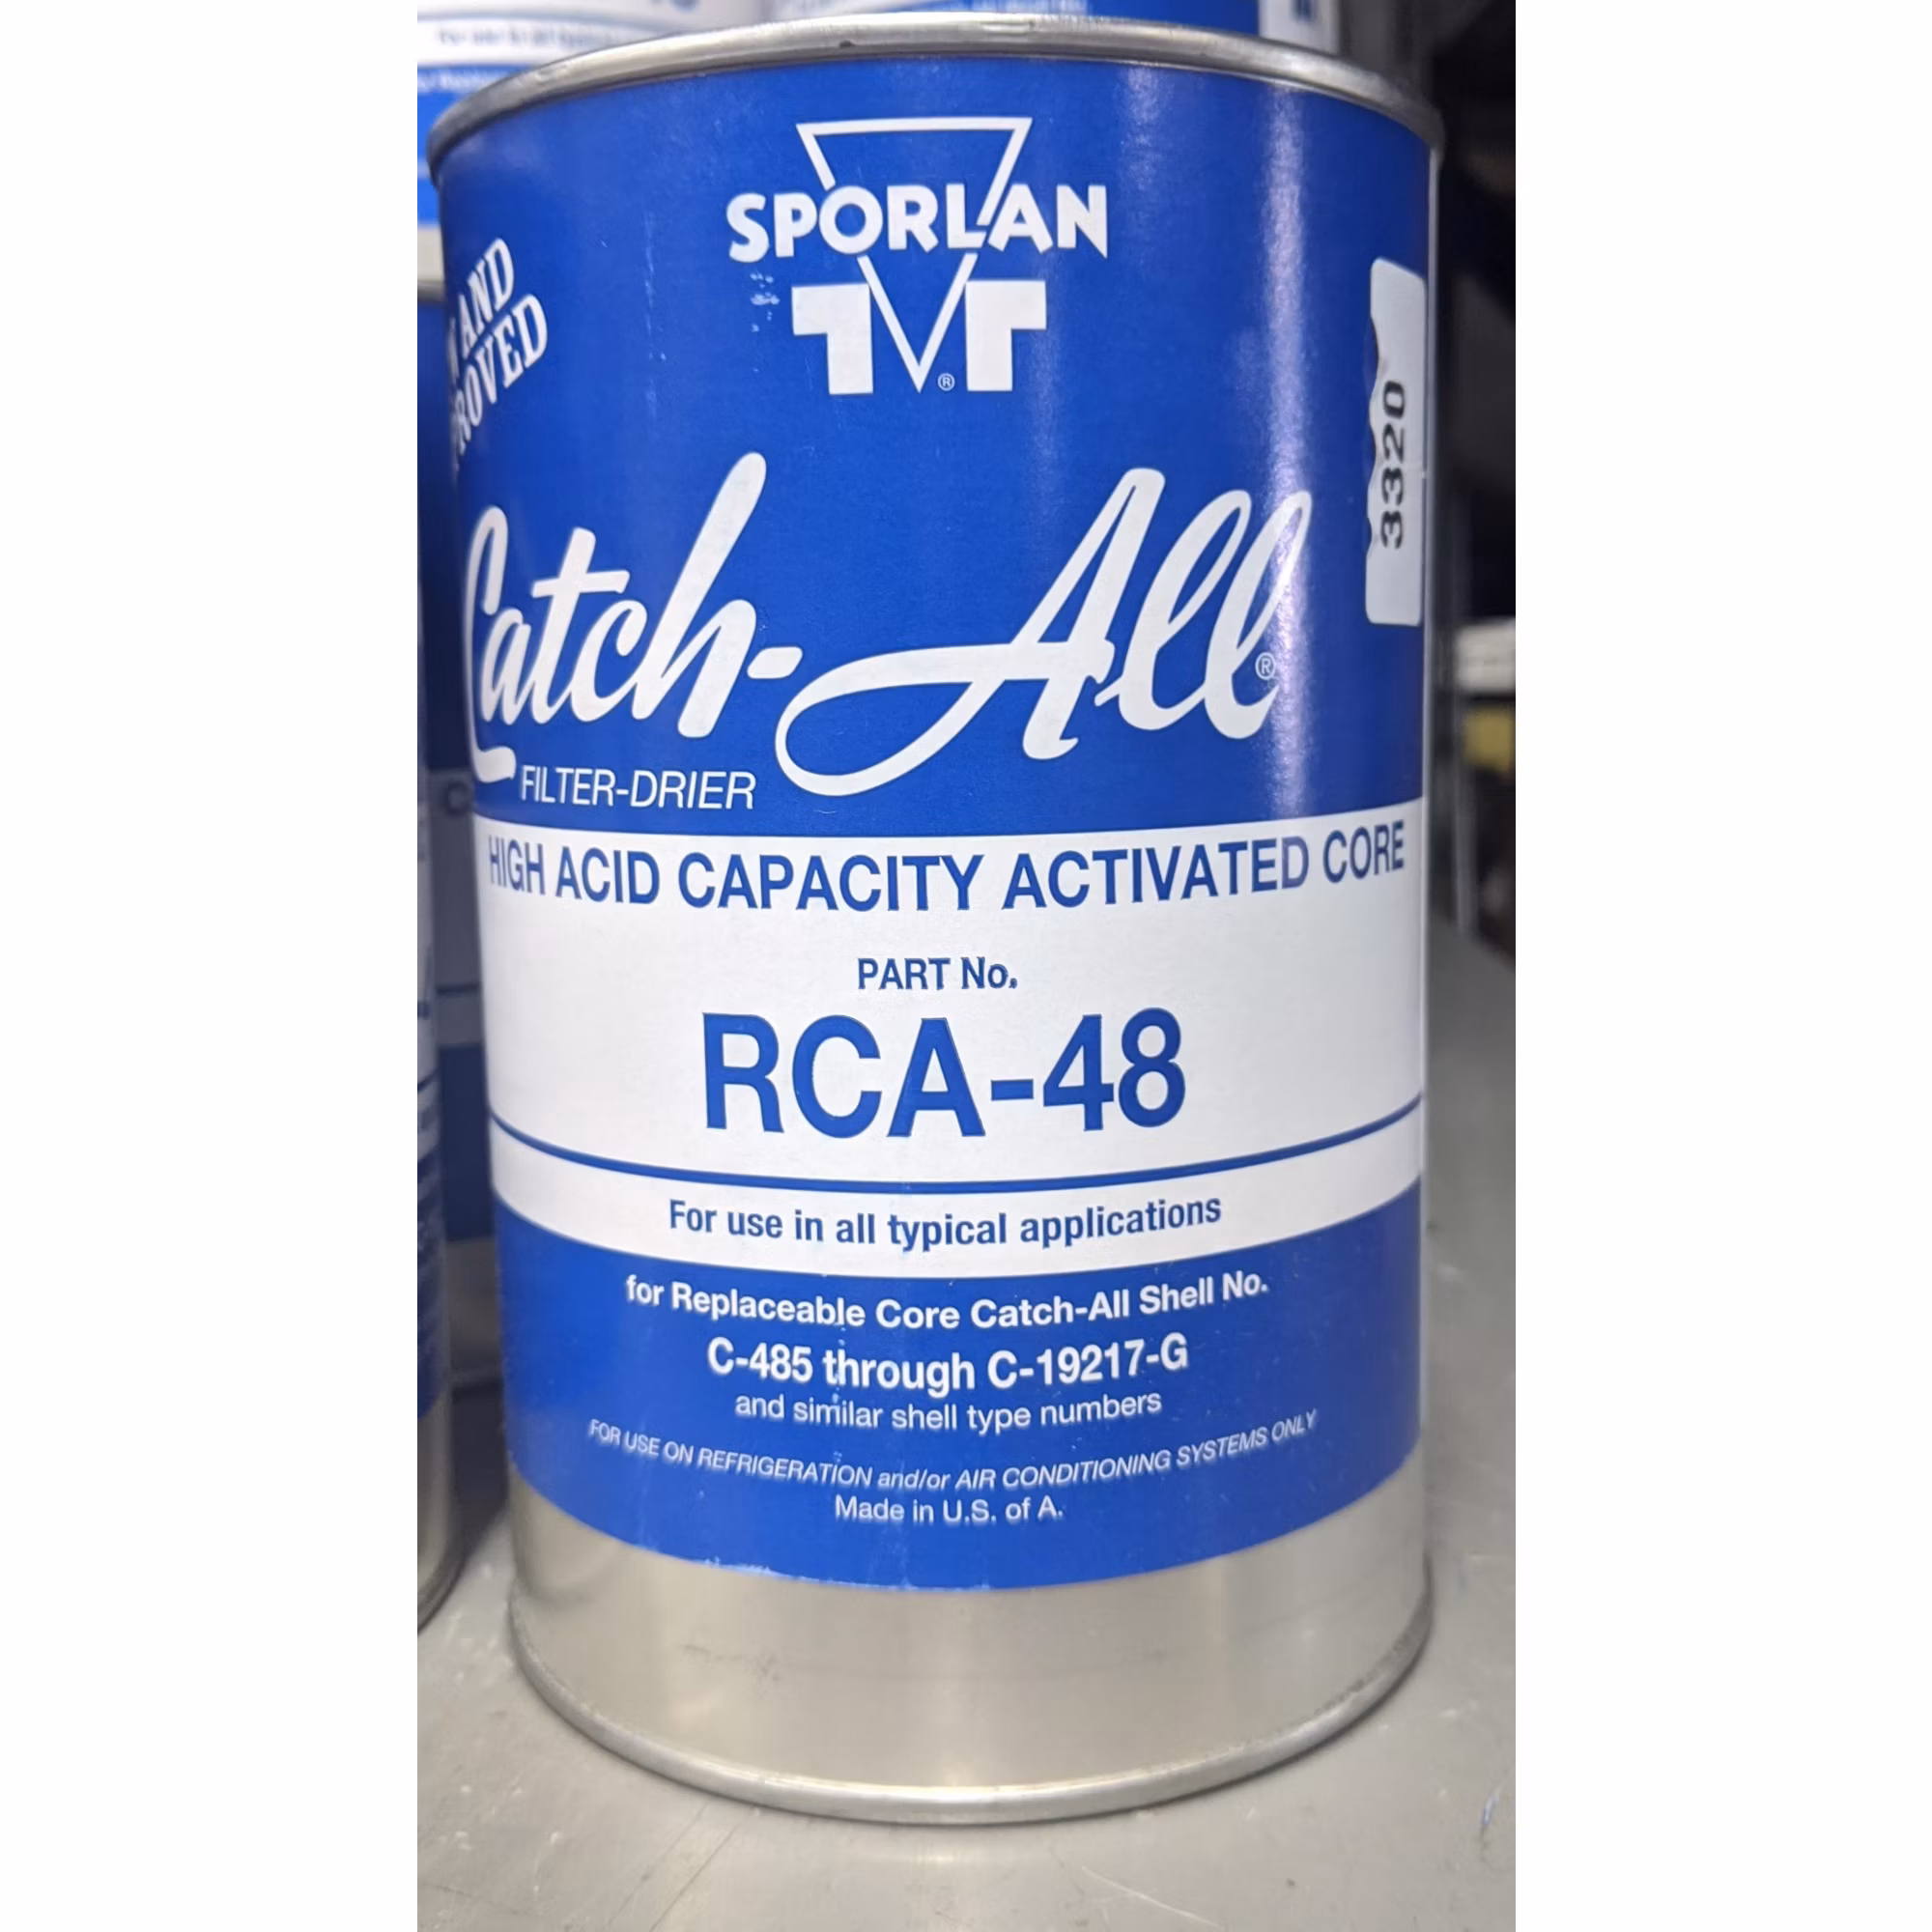 SPORLAN
®
AND
Catch-All®
FILTER-DRIER
3320
HIGH ACID CAPACITY ACTIVATED CORE
PART No.
RCA-48
For use in all typical applications
for Replaceable Core Catch-All Shell No.
C-485 through C-19217-G
and similar shell type numbers
FOR USE ON REFRIGERATION and/or AIR CONDITIONING SYSTEMS ONLY
Made in U.S. of A.